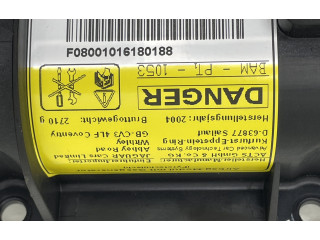 F08001016180188
BAM - PT. - 1053
DANGER
Herstellungsjahr: 2004
Bruttogewicht: 2710 g
D-63877 Sailauf
Kurfürst-Eppstein-Ring
Advanced Car Technology Systems
ACTS GmbH & Co. KG
Hersteller
GB-CV3 4LF Coventry
Whitley
Abbey Road
JAGUAR Cars Limited